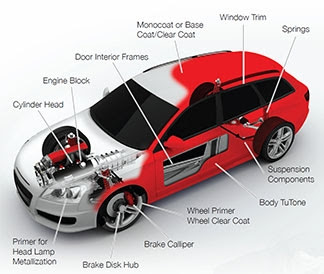 Monocoat or Base
Coat/Clear Coat
Window Trim
Springs
Door Interior Frames
Engine Block
Cylinder Head
Suspension
Components
Body TuTone
Wheel Primer
Wheel Clear Coat
Brake Calliper
Brake Disk Hub
Primer for
Head Lamp
Metallization